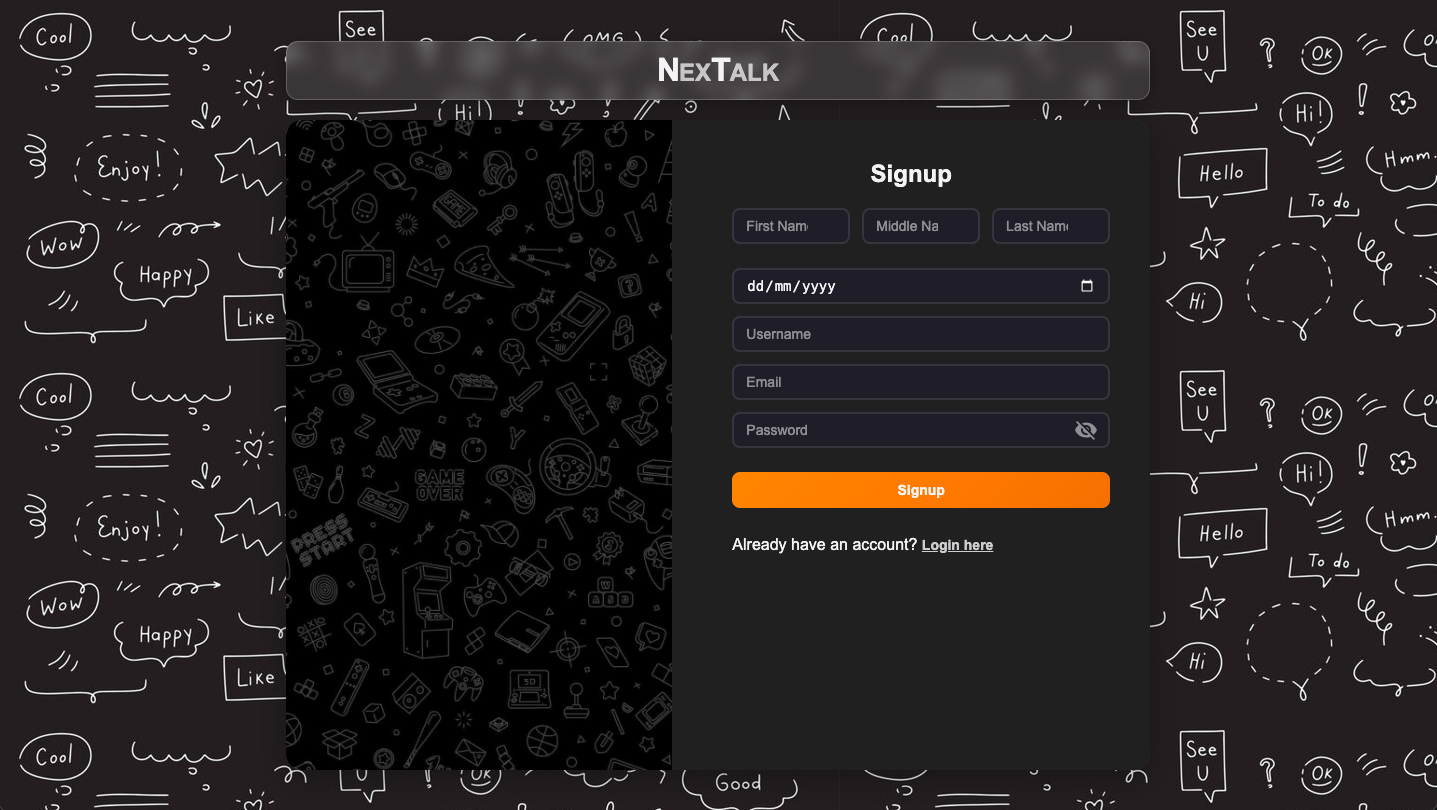 Cool
See
(OMG)
Cool
See
U
?
OK
NEXTALK
Hi!
!
Hi!
Enjoy!
Hello
Hmm.
To do
Wow
Happy
Like
Hi
Signup
First Nam
Middle Na
Last Nam
dd/mm/yyyy
Username
Email
Password
Signup
Already have an account? Login here
GAME
OVER
PRESS
START
W
A S D
3D
Cool
See
U
?
OK
Hi!
!
Enjoy!
Hello
Hmm.
To do
Wow
Happy
Like
Hi
Cool
U
OK
Good
See
U
?
OK